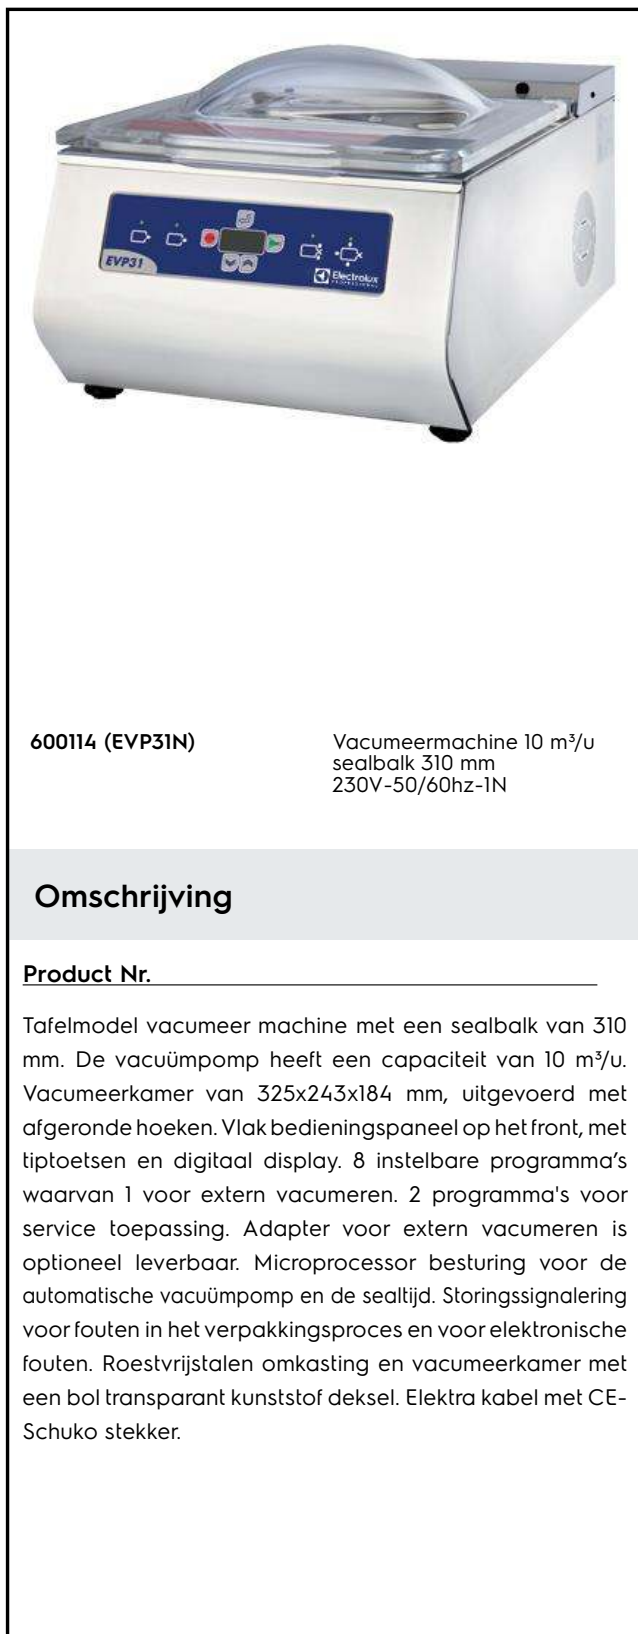 EVP31
Electrolux
PROFESSIONAL
600114 (EVP31N)
Vacumeermachine 10 m³/u
sealbalk 310 mm
230V-50/60hz-1N
Omschrijving
Product Nr.
Tafelmodel vacumeer machine met een sealbalk van 310
mm. De vacuümpomp heeft een capaciteit van 10 m³/u.
Vacumeerkamer van 325x243x184 mm, uitgevoerd met
afgeronde hoeken. Vlak bedieningspaneel op het front, met
tiptoetsen en digitaal display. 8 instelbare programma’s
waarvan 1 voor extern vacumeren. 2 programma's voor
service toepassing. Adapter voor extern vacumeren is
optioneel leverbaar. Microprocessor besturing voor de
automatische vacuümpomp en de sealtijd. Storingssignalering
voor fouten in het verpakkingsproces en voor elektronische
fouten. Roestvrijstalen omkasting en vacumeerkamer met
een bol transparant kunststof deksel. Elektra kabel met CE-
Schuko stekker.